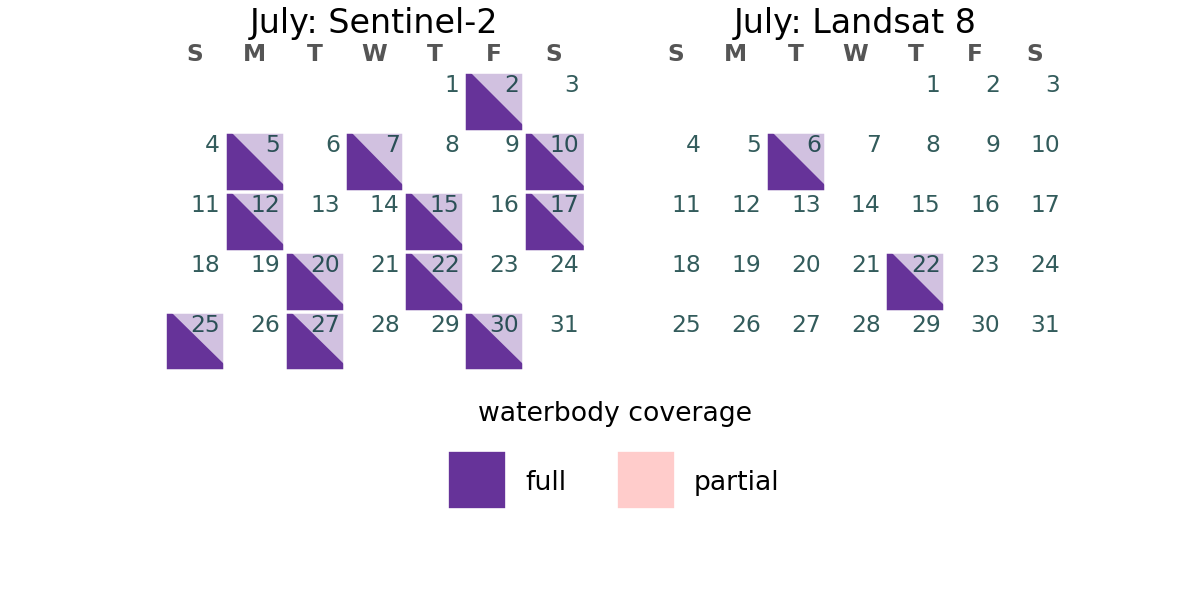 July: Sentinel-2
S M T W T F S
1 2 3
4 5 6 7 8 9 10
11 12 13 14 15 16 17
18 19 20 21 22 23 24
25 26 27 28 29 30 31
July: Landsat 8
S M T W T F S
1 2 3
4 5 6 7 8 9 10
11 12 13 14 15 16 17
18 19 20 21 22 23 24
25 26 27 28 29 30 31
waterbody coverage
full partial